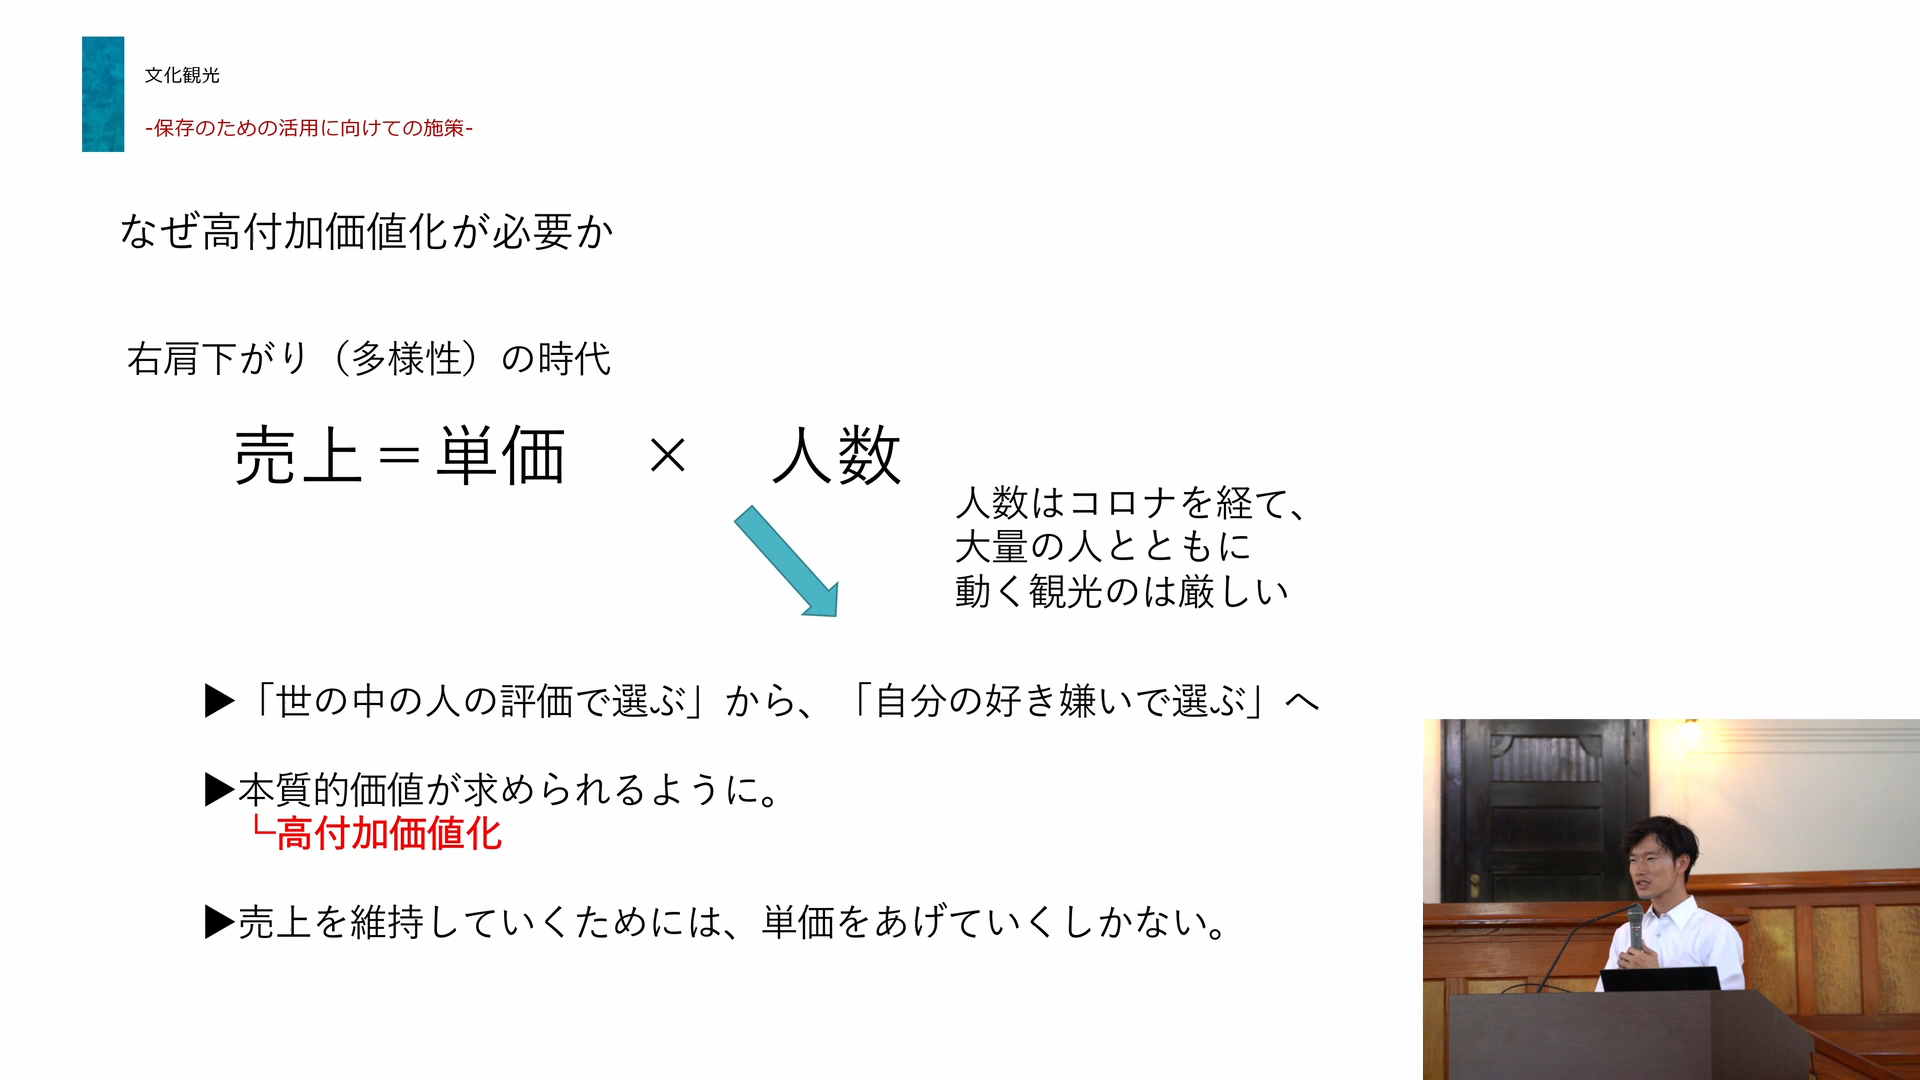 文化観光
-保存のための活用に向けての施策-
なぜ高付加価値化が必要か
右肩下がり（多様性）の時代
売上＝単価　×　人数
人数はコロナを経て、
大量の人とともに
動く観光のは厳しい
▶「世の中の人の評価で選ぶ」から、「自分の好き嫌いで選ぶ」へ
▶本質的価値が求められるように。
┗高付加価値化
▶売上を維持していくためには、単価をあげていくしかない。